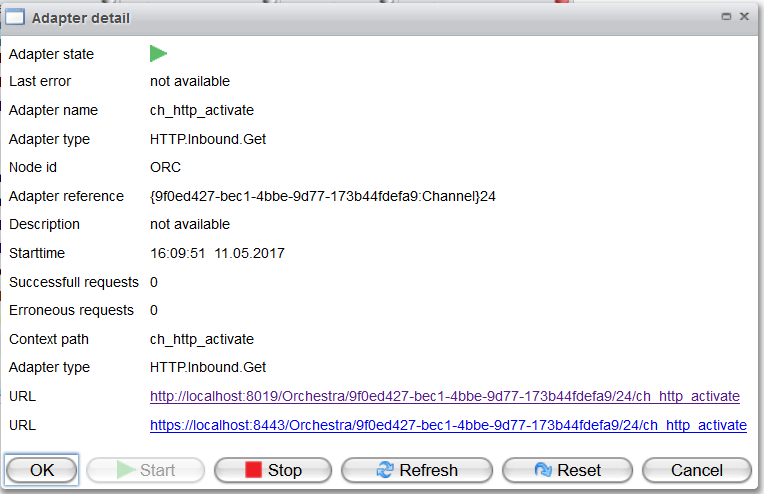 Adapter detail
Adapter state
Last error not available
Adapter name ch_http_activate
Adapter type HTTP.Inbound.Get
Node id ORC
Adapter reference {9f0ed427-bec1-4bbe-9d77-173b44fdefa9:Channel}24
Description not available
Starttime 16:09:51 11.05.2017
Successfull requests 0
Erroneous requests 0
Context path ch_http_activate
Adapter type HTTP.Inbound.Get
URL http://localhost:8019/Orchestra/9f0ed427-bec1-4bbe-9d77-173b44fdefa9/24/ch_http_activate
URL https://localhost:8443/Orchestra/9f0ed427-bec1-4bbe-9d77-173b44fdefa9/24/ch_http_activate
OK Start Stop Refresh Reset Cancel